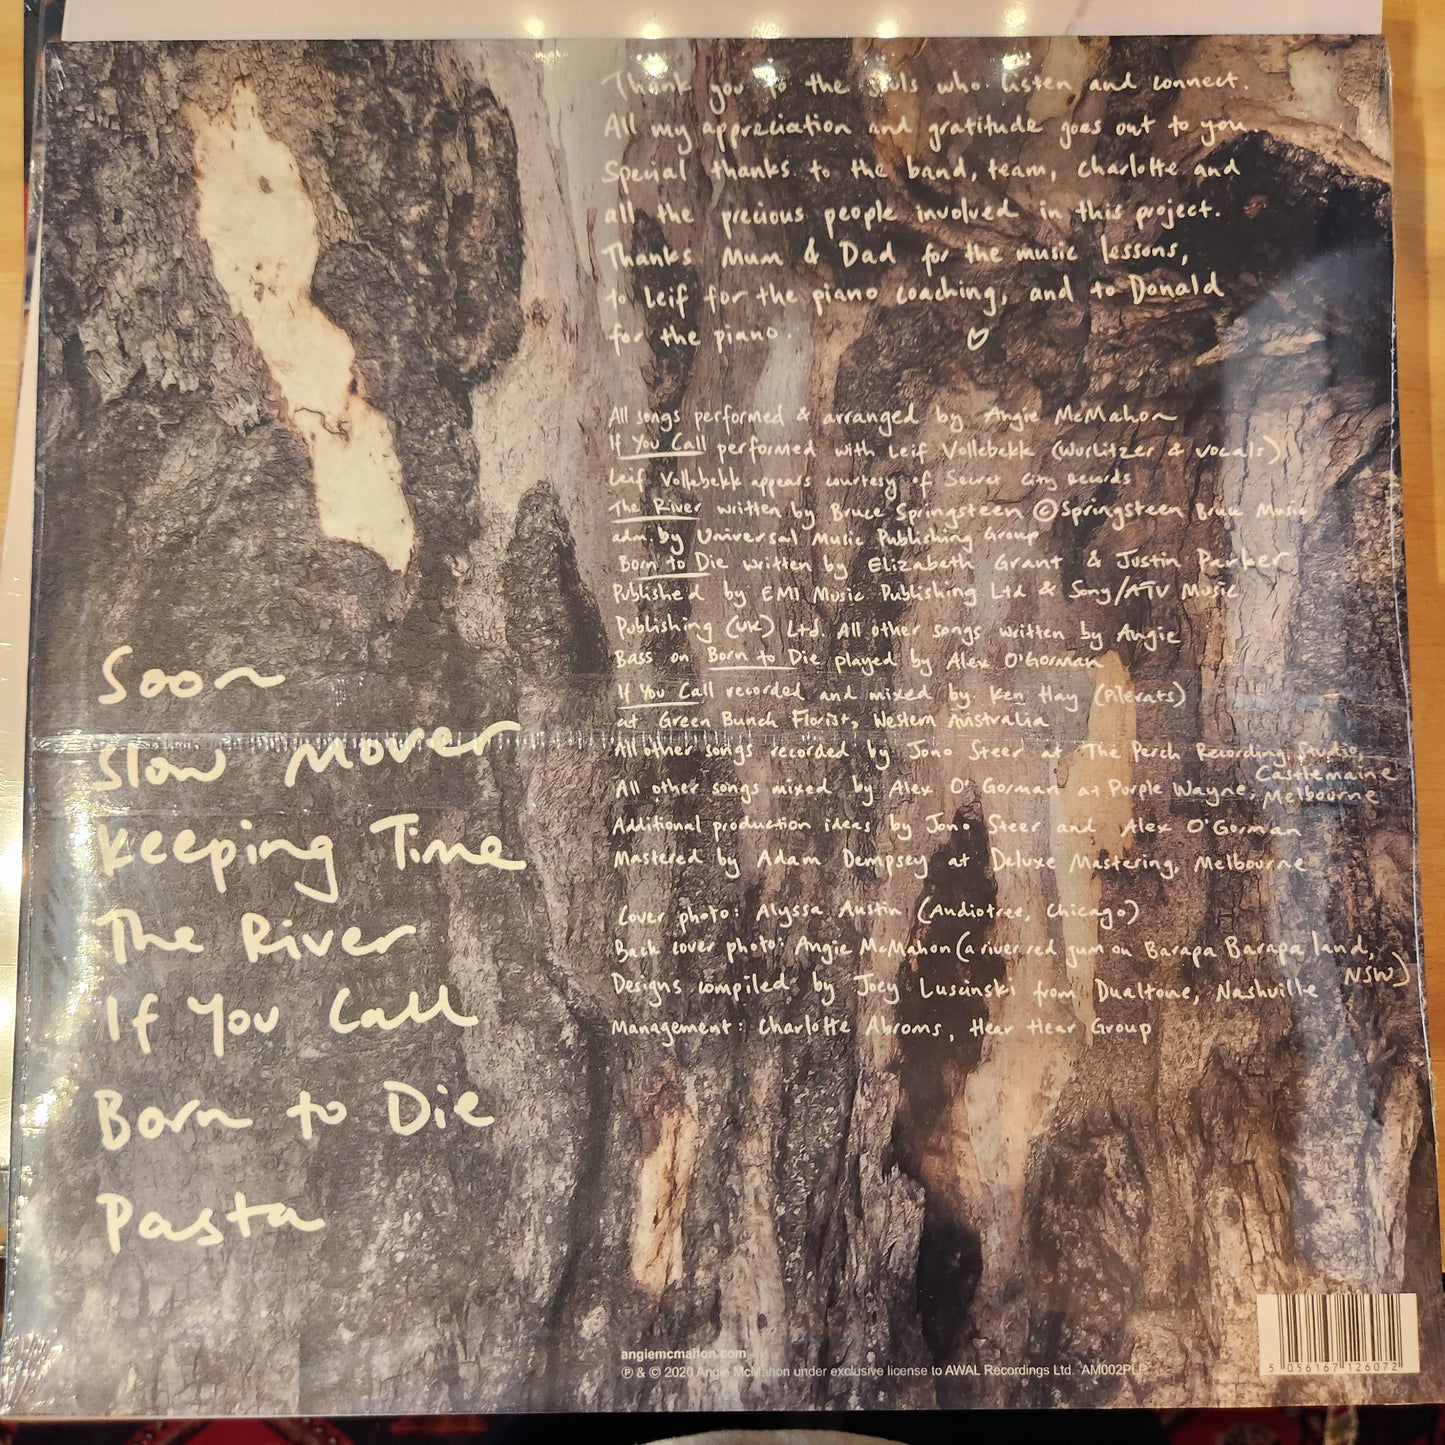 Thank you to the souls who listen and connect.
All my appreciation and gratitude goes out to you
Special thanks to the band, team, Charlotte and
all the precious people involved in this project.
Thanks Mum & Dad for the music lessons,
to Leif for the piano coaching, and to Donald
for the piano. ♡
All songs performed & arranged by Angie McMahon
If You Call performed with Leif Vollebekk (Wurlitzer & vocals)
Leif Vollebekk appears courtesy of Secret City Records
The River written by Bruce Springsteen © Springsteen Bruce Music
adm. by Universal Music Publishing Group
Born to Die written by Elizabeth Grant & Justin Parker
Published by EMI Music Publishing Ltd & Sony/ATV Music
Publishing (UK) Ltd. All other songs written by Angie
Bass on Born to Die played by Alex O'Gorman
If You Call recorded and mixed by Ken Hay (Pilerats)
at Green Bunch Florist, Western Australia
All other songs recorded by Jono Steer at The Perch Recording Studio,
Castlemaine
All other songs mixed by Alex O'Gorman at Purple Wayne, Melbourne
Additional production ideas by Jono Steer and Alex O'Gorman
Mastered by Adam Dempsey at Deluxe Mastering, Melbourne
Cover photo: Alyssa Austin (Audiotree, Chicago)
Back cover photo: Angie McMahon (a river red gum on Barapa Barapa land,
NSW)
Designs compiled by Joey Luscinski from Dualtone, Nashville
Management: Charlotte Abroms, Hear Hear Group
Soon
Slow Mover
Keeping Time
The River
If You Call
Born to Die
Pasta
angiemcmahon.com
℗ & © 2020 Angie McMahon under exclusive license to AWAL Recordings Ltd. AM002PLP
5 056167 126072